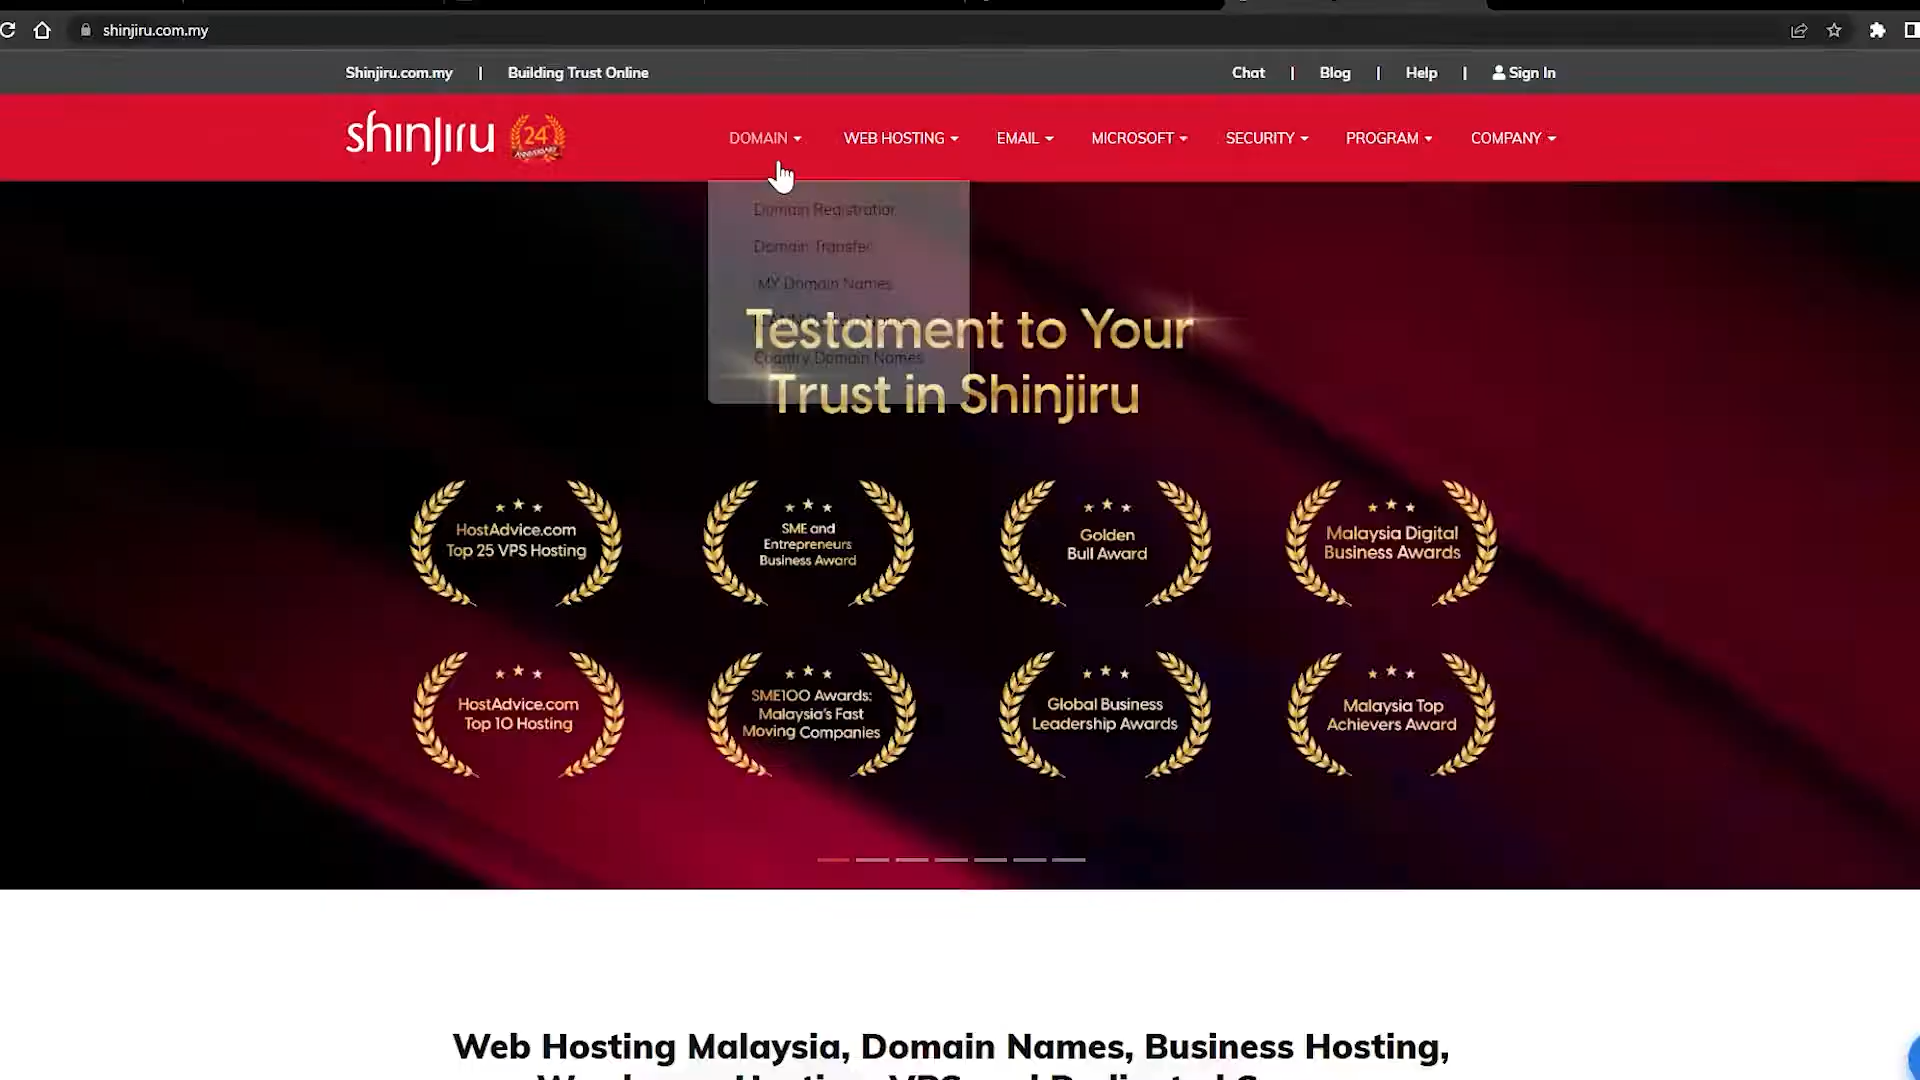 shinjiru.com.my
Shinjiru.com.my | Building Trust Online
Chat | Blog | Help | Sign In
shinjiru 24 ANNIVERSARY
DOMAIN WEB HOSTING EMAIL MICROSOFT SECURITY PROGRAM COMPANY
Domain Registration
Domain Transfer
.MY Domain Names
Country Domain Names
Testament to Your
Trust in Shinjiru
HostAdvice.com
Top 25 VPS Hosting
SME and
Entrepreneurs
Business Award
Golden
Bull Award
Malaysia Digital
Business Awards
HostAdvice.com
Top 10 Hosting
SME100 Awards:
Malaysia's Fast
Moving Companies
Global Business
Leadership Awards
Malaysia Top
Achievers Award
Web Hosting Malaysia, Domain Names, Business Hosting,